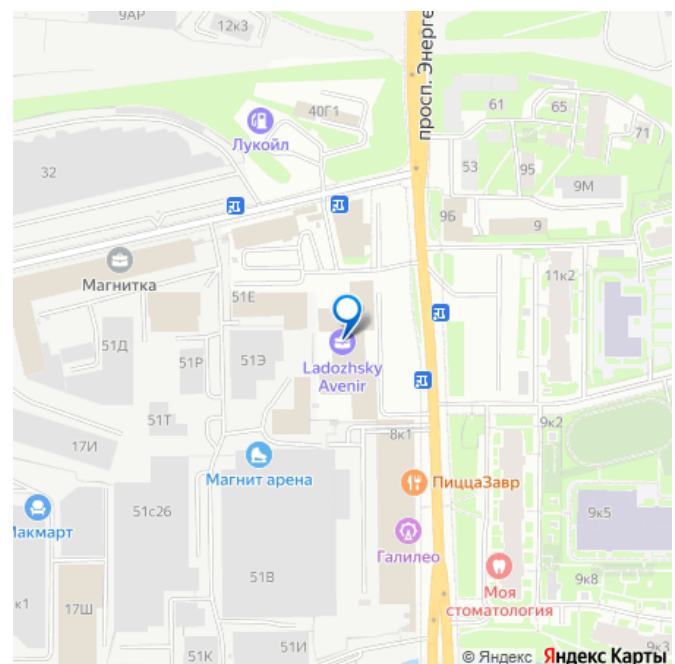 9АР
12к3
просп. Энерге
40Г1
Лукойл
61
65
71
32
53
95
9М
9Б
9
Магнитка
51Е
11к2
51Д
51Р
51Э
Ladozhsky
Avenir
51Т
9к2
8к1
17И
Магнит арена
ПиццаЗавр
51с26
9к5
Макмарт
Галилео
51В
9к8
Моя
стоматология
к1
17Ш
51К
51И
9к3
© Яндекс Яндекс Карты